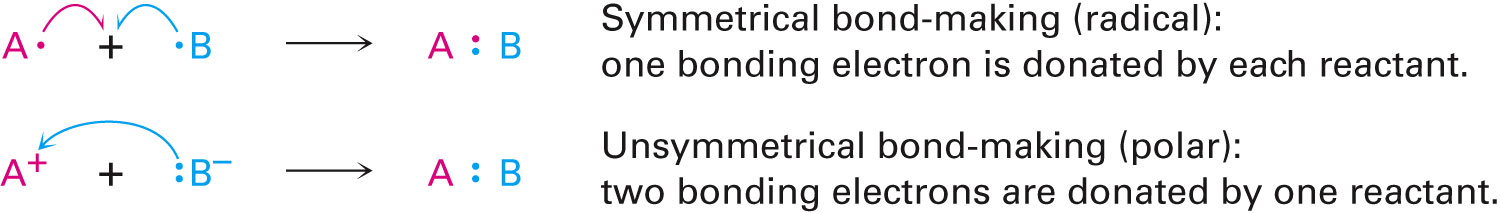 A· + ·B ⟶ A : B Symmetrical bond-making (radical):
one bonding electron is donated by each reactant.
A⁺ + :B⁻ ⟶ A : B Unsymmetrical bond-making (polar):
two bonding electrons are donated by one reactant.